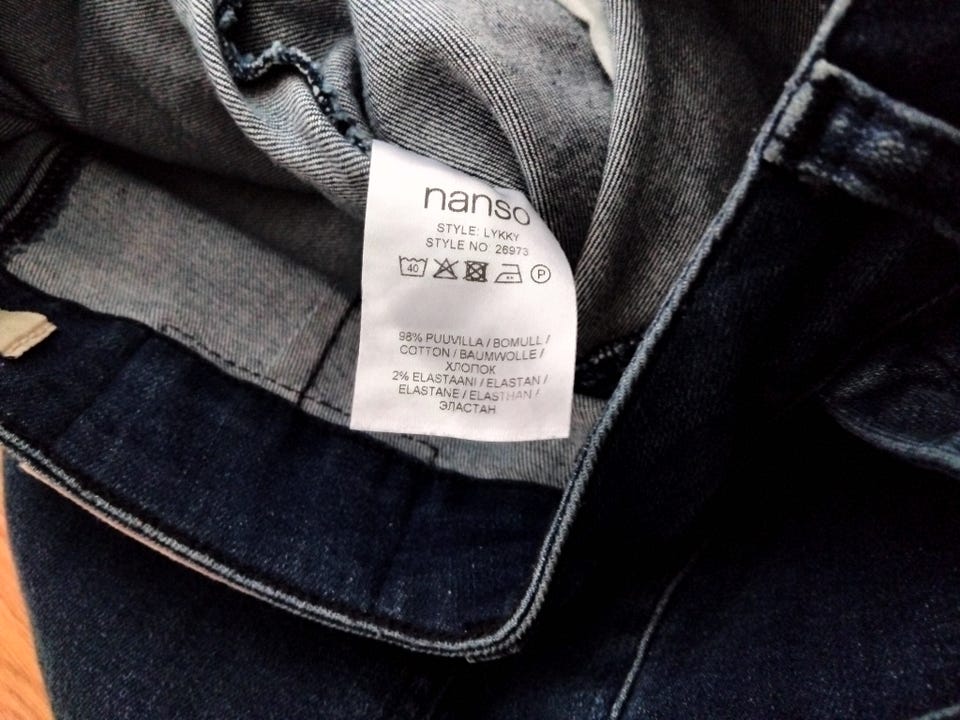 nanso
STYLE: LYKKY
STYLE NO 26973
40 P
98% PUUVILLA / BOMULL /
COTTON / BAUMWOLLE /
ХЛОПОК
2% ELASTAANI / ELASTAN /
ELASTANE / ELASTHAN /
ЭЛАСТАН